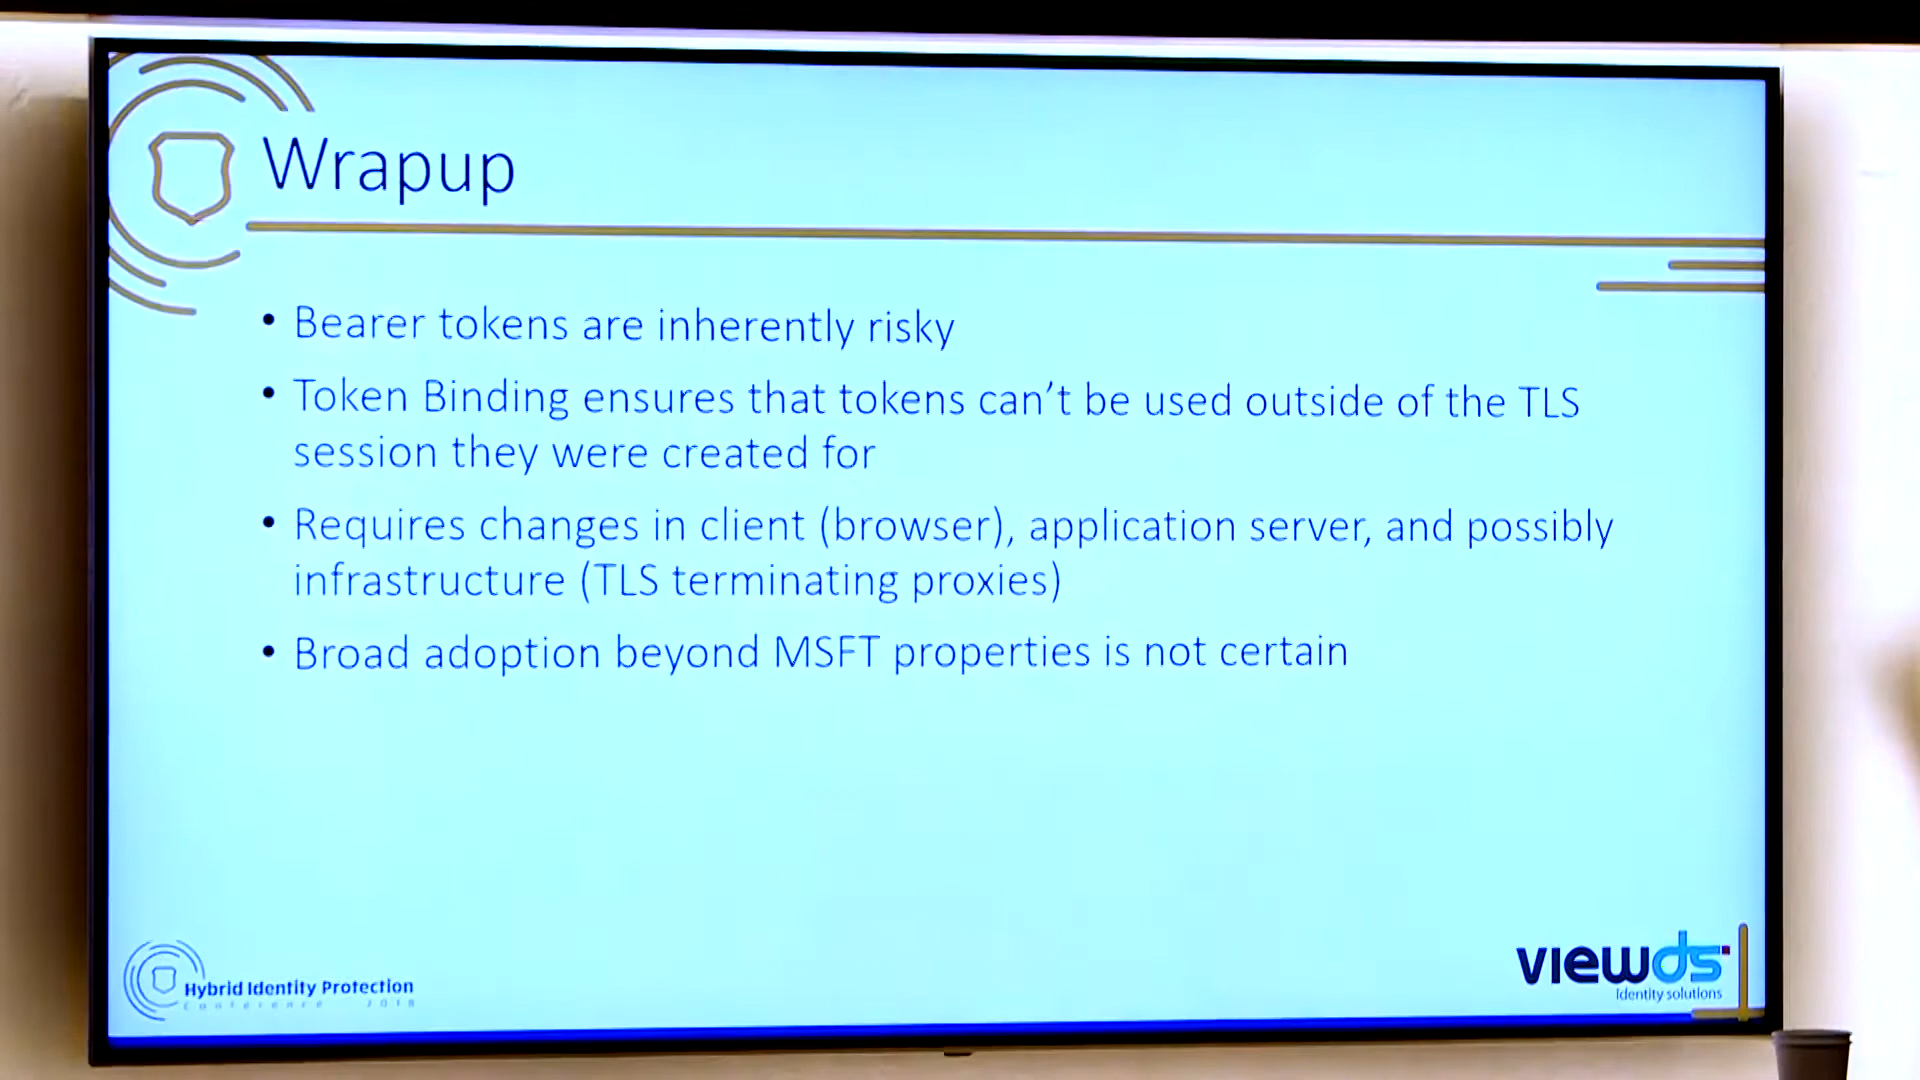 Wrapup
• Bearer tokens are inherently risky
• Token Binding ensures that tokens can't be used outside of the TLS
session they were created for
• Requires changes in client (browser), application server, and possibly
infrastructure (TLS terminating proxies)
• Broad adoption beyond MSFT properties is not certain
Hybrid Identity Protection
Conference 2018
viewds
Identity solutions